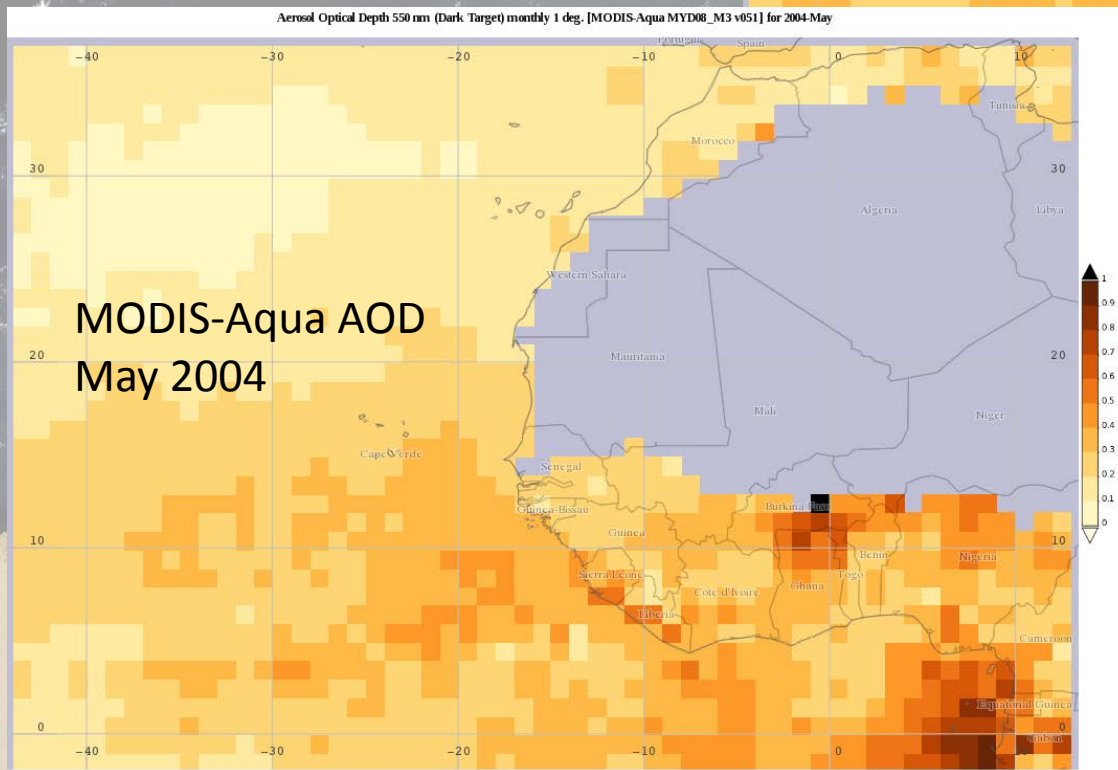 Aerosol Optical Depth 550 nm (Dark Target) monthly 1 deg. [MODIS-Aqua MYD08_M3 v051] for 2004-May
Portugal Spain
-40 -30 -20 -10 0 10
Tunisia
Morocco
30 30
Algeria Libya
Western Sahara
MODIS-Aqua AOD
May 2004
20 20
Mauritania
Mali Niger
Cape Verde
Senegal
Guinea-Bissau
Burkina Faso
Guinea
10 10
Benin Nigeria
Sierra Leone
Cote d'Ivoire Ghana Togo
Liberia
Cameroon
Equatorial Guinea
0 0
Gabon
-40 -30 -20 -10 0 10
1
0.9
0.8
0.7
0.6
0.5
0.4
0.3
0.2
0.1
0